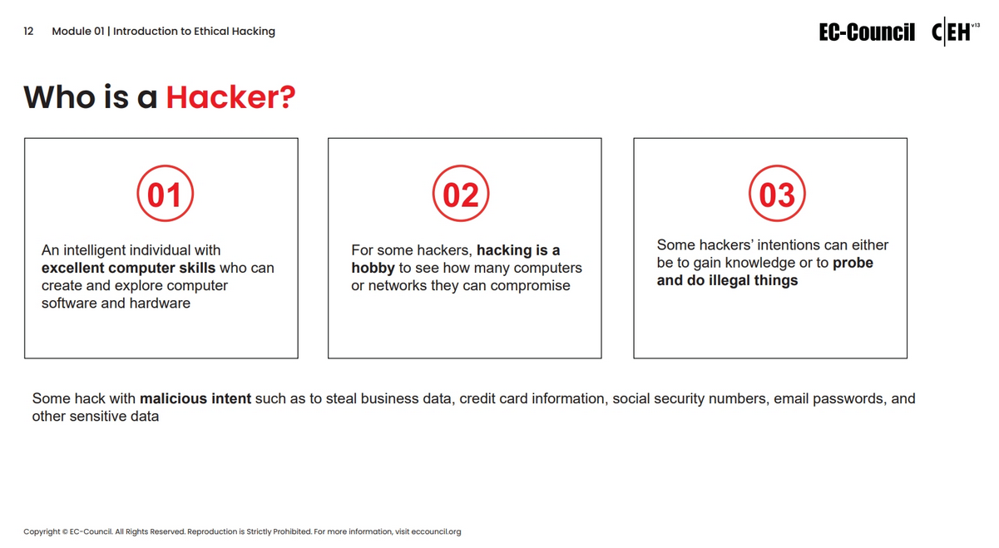 12 Module 01 | Introduction to Ethical Hacking
EC-Council C|EH v13
Who is a Hacker?
01
An intelligent individual with
excellent computer skills who can
create and explore computer
software and hardware
02
For some hackers, hacking is a
hobby to see how many computers
or networks they can compromise
03
Some hackers’ intentions can either
be to gain knowledge or to probe
and do illegal things
Some hack with malicious intent such as to steal business data, credit card information, social security numbers, email passwords, and
other sensitive data
Copyright © EC-Council. All Rights Reserved. Reproduction is Strictly Prohibited. For more information, visit eccouncil.org